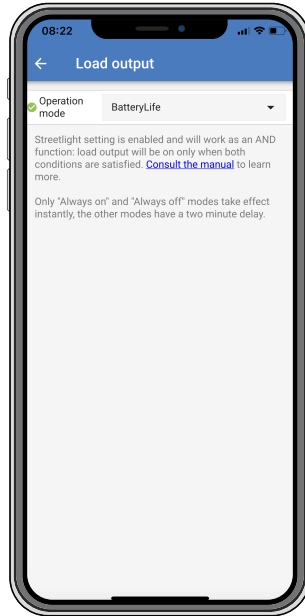 08:22
Load output
Operation
mode
BatteryLife
Streetlight setting is enabled and will work as an AND
function: load output will be on only when both
conditions are satisfied. Consult the manual to learn
more.
Only "Always on" and "Always off" modes take effect
instantly, the other modes have a two minute delay.